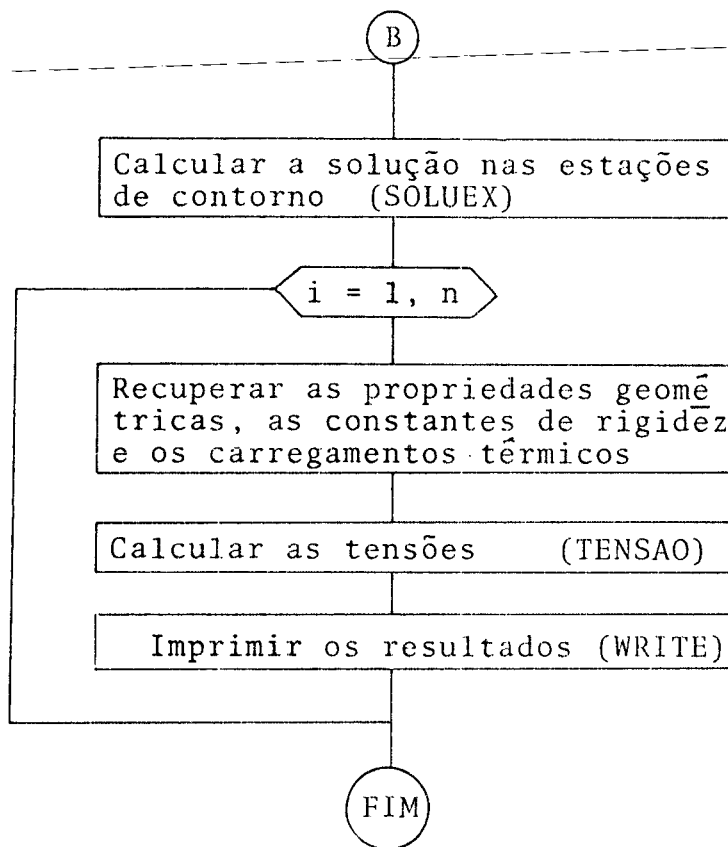 B
Calcular a solução nas estações
de contorno (SOLUEX)
i = 1, n
Recuperar as propriedades geomé
tricas, as constantes de rigidēz
e os carregamentos térmicos
Calcular as tensões (TENSAO)
Imprimir os resultados (WRITE)
FIM